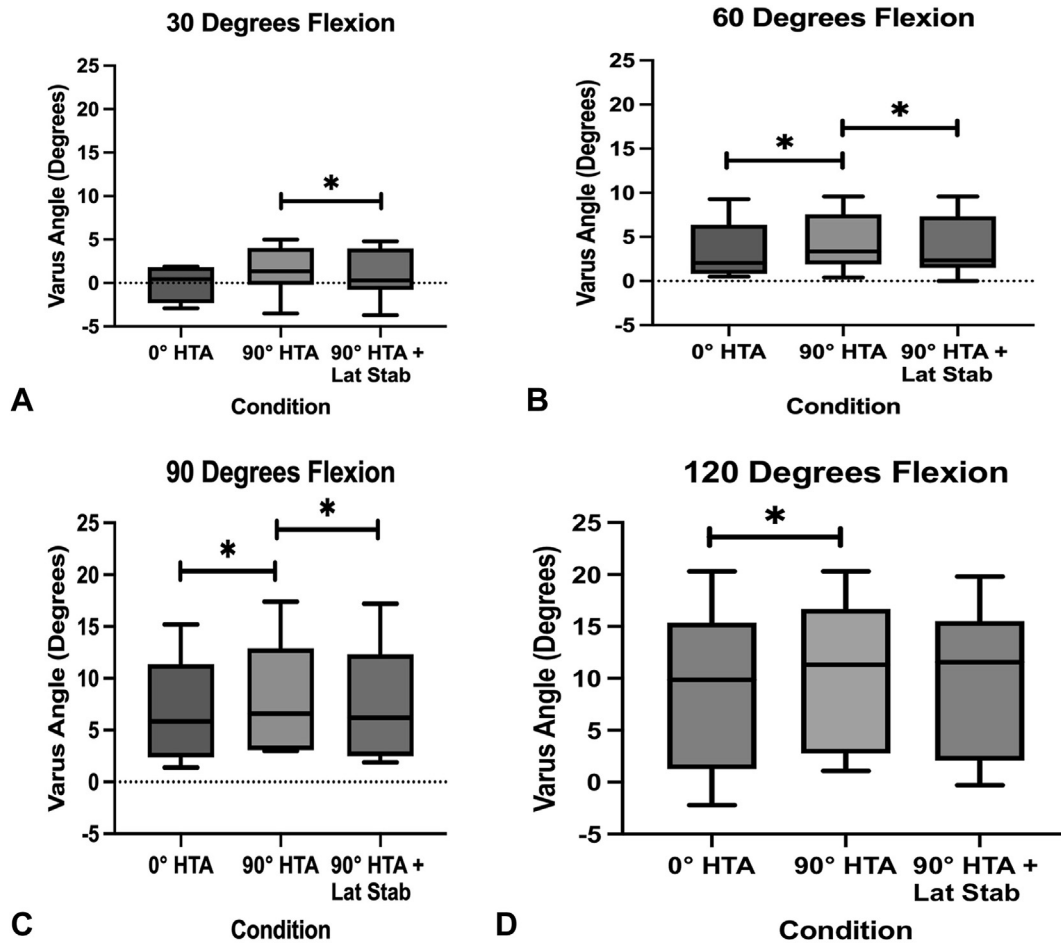 30 Degrees Flexion
25
20
15
10
5
0
-5
Varus Angle (Degrees)
*
0° HTA
90° HTA
90° HTA +
Lat Stab
Condition
A
60 Degrees Flexion
25
20
15
10
5
0
-5
Varus Angle (Degrees)
*
*
0° HTA
90° HTA
90° HTA +
Lat Stab
Condition
B
90 Degrees Flexion
25
20
15
10
5
0
-5
Varus Angle (Degrees)
*
*
0° HTA
90° HTA
90° HTA +
Lat Stab
Condition
C
120 Degrees Flexion
25
20
15
10
5
0
-5
Varus Angle (Degrees)
*
0° HTA
90° HTA
90° HTA +
Lat Stab
Condition
D